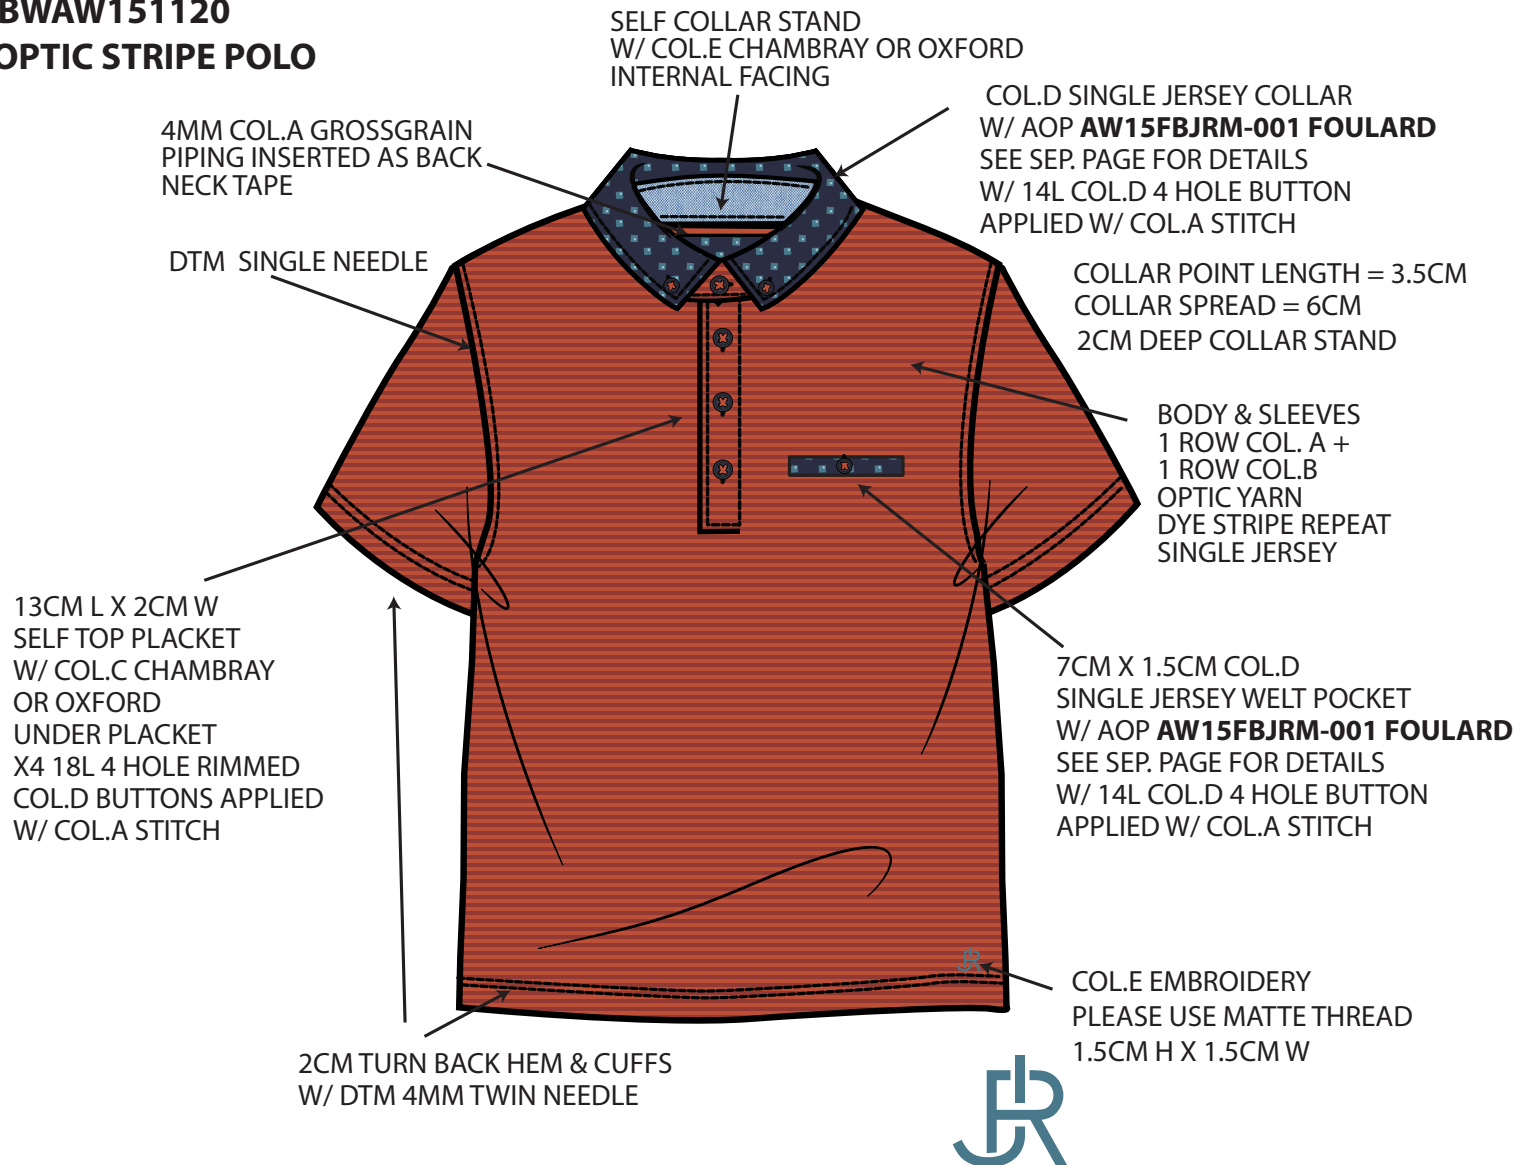 BWAW151120
OPTIC STRIPE POLO
SELF COLLAR STAND
W/ COL.E CHAMBRAY OR OXFORD
INTERNAL FACING
4MM COL.A GROSSGRAIN
PIPING INSERTED AS BACK
NECK TAPE
COL.D SINGLE JERSEY COLLAR
W/ AOP AW15FBJRM-001 FOULARD
SEE SEP. PAGE FOR DETAILS
W/ 14L COL.D 4 HOLE BUTTON
APPLIED W/ COL.A STITCH
DTM SINGLE NEEDLE
COLLAR POINT LENGTH = 3.5CM
COLLAR SPREAD = 6CM
2CM DEEP COLLAR STAND
BODY & SLEEVES
1 ROW COL. A +
1 ROW COL.B
OPTIC YARN
DYE STRIPE REPEAT
SINGLE JERSEY
13CM L X 2CM W
SELF TOP PLACKET
W/ COL.C CHAMBRAY
OR OXFORD
UNDER PLACKET
X4 18L 4 HOLE RIMMED
COL.D BUTTONS APPLIED
W/ COL.A STITCH
7CM X 1.5CM COL.D
SINGLE JERSEY WELT POCKET
W/ AOP AW15FBJRM-001 FOULARD
SEE SEP. PAGE FOR DETAILS
W/ 14L COL.D 4 HOLE BUTTON
APPLIED W/ COL.A STITCH
COL.E EMBROIDERY
PLEASE USE MATTE THREAD
1.5CM H X 1.5CM W
2CM TURN BACK HEM & CUFFS
W/ DTM 4MM TWIN NEEDLE
JR
JR